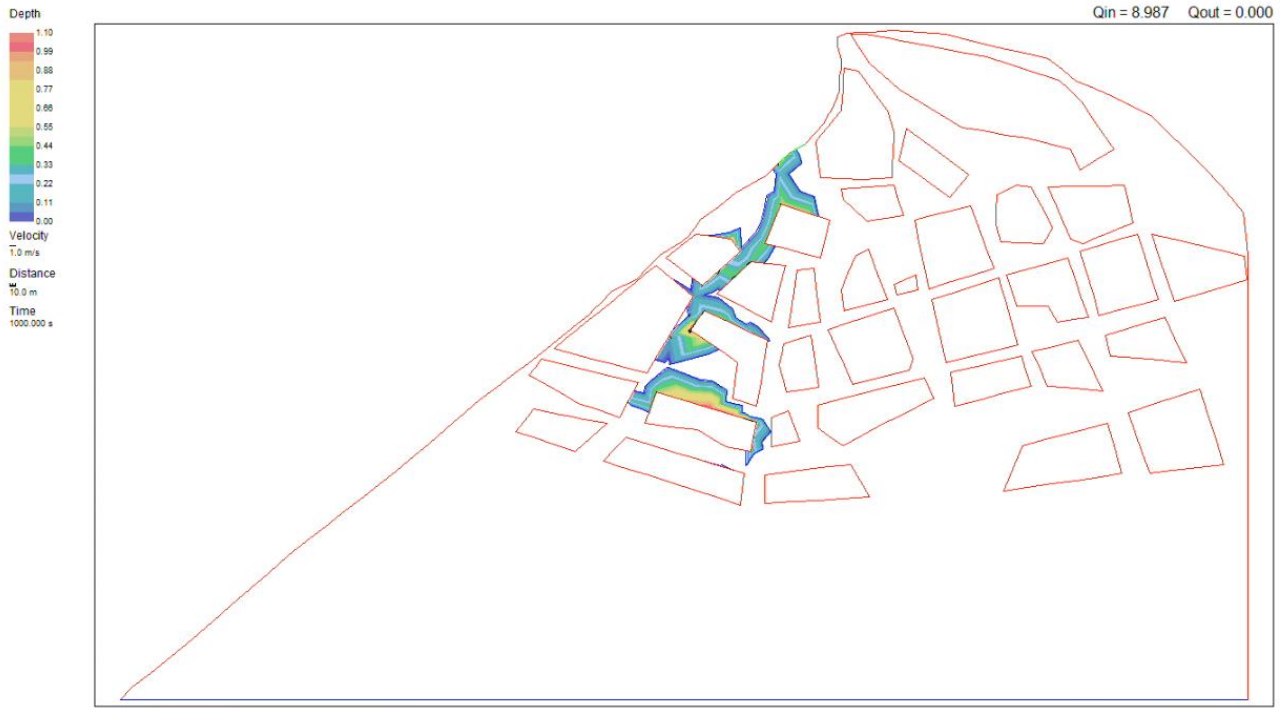 Qin = 8.987 Qout = 0.000
Depth
1.10
0.99
0.88
0.77
0.66
0.55
0.44
0.33
0.22
0.11
0.00
Velocity
1.0 m/s
Distance
10.0 m
Time
1000.000 s